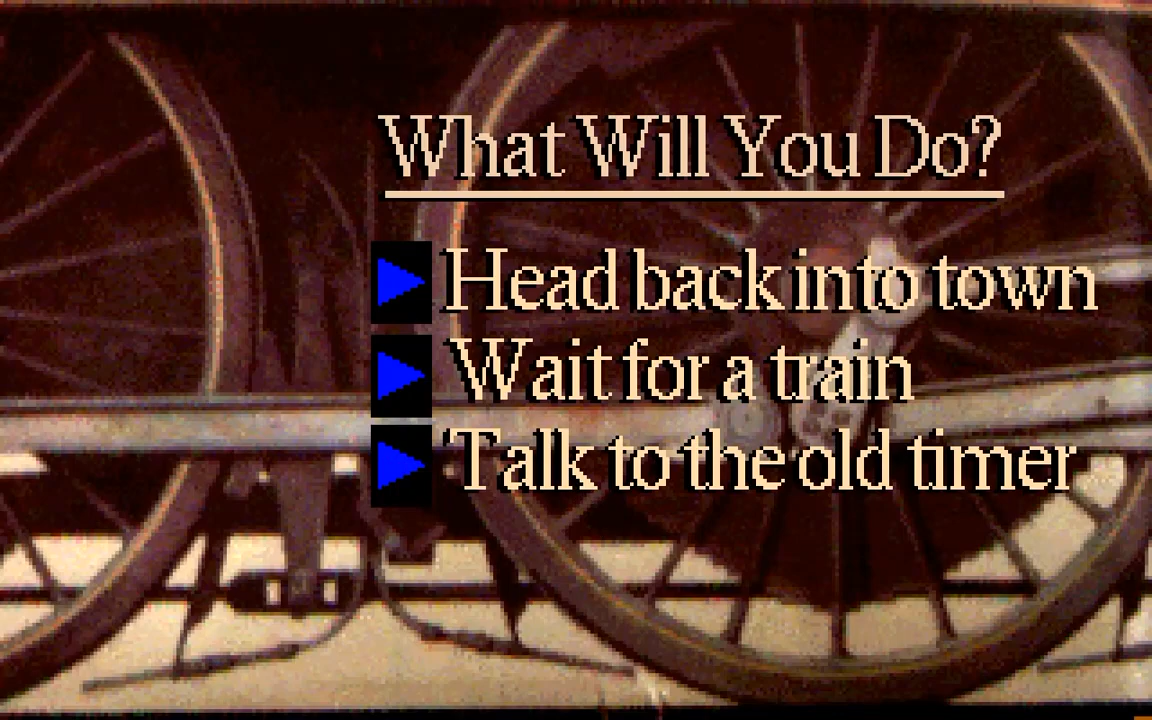 What Will You Do?
Head back into town
Wait for a train
Talk to the old timer